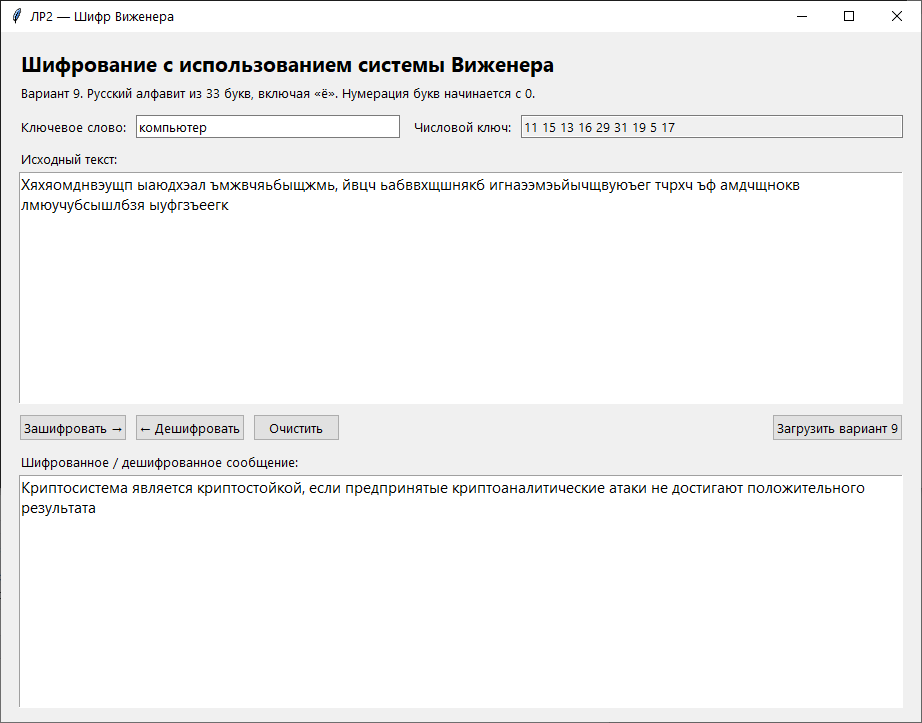 ЛР2 — Шифр Виженера
Шифрование с использованием системы Виженера
Вариант 9. Русский алфавит из 33 букв, включая «ё». Нумерация букв начинается с 0.
Ключевое слово: компьютер Числовой ключ: 11 15 13 16 29 31 19 5 17
Исходный текст:
Хяхяомднвэущп ыаюдхэал ъмжвчяьбыщжмь, йвцч ьабввхщшнякб игнаээмэьйычщвуюъег тчрхч ъф амдчщнокв
лмюучубсышлбзя ыуфгзъеегк
Зашифровать → ← Дешифровать Очистить Загрузить вариант 9
Шифрованное / дешифрованное сообщение:
Криптосистема является криптостойкой, если предпринятые криптоаналитические атаки не достигают положительного
результата